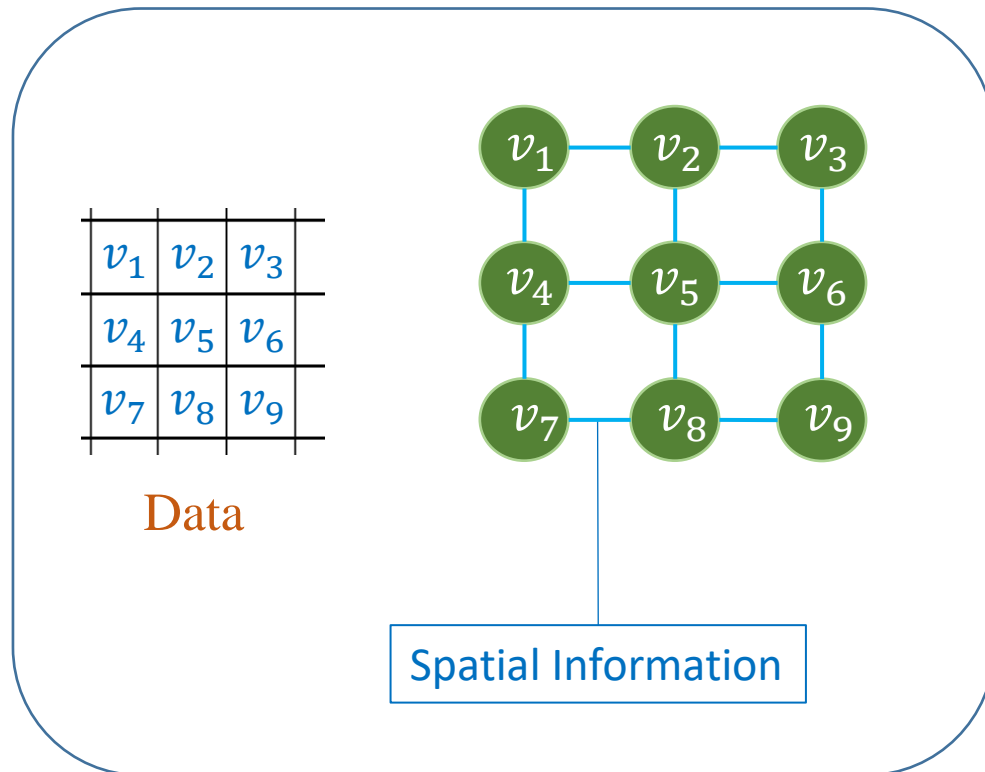 v₁ v₂ v₃
v₄ v₅ v₆
v₇ v₈ v₉
Data
v₁ v₂ v₃
v₄ v₅ v₆
v₇ v₈ v₉
Spatial Information